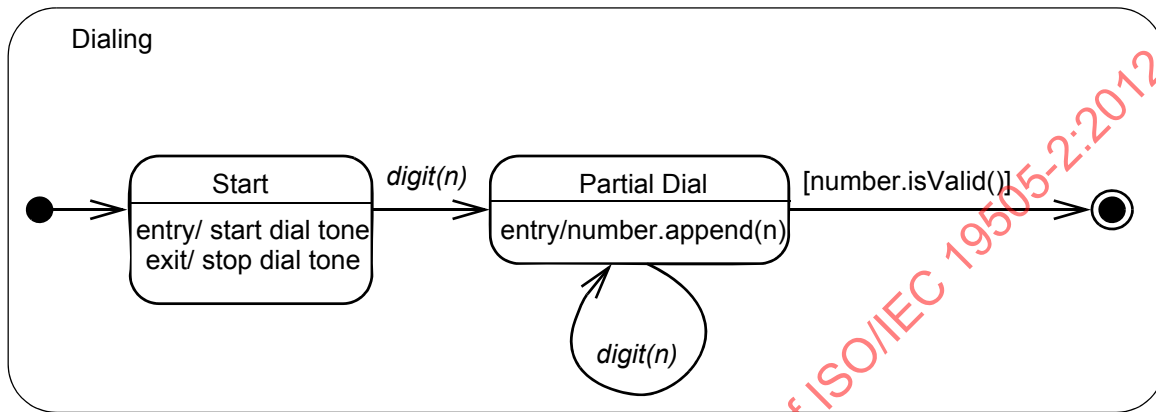 Dialing
Start
entry/ start dial tone
exit/ stop dial tone
digit(n)
Partial Dial
entry/number.append(n)
digit(n)
[number.isValid()]
f ISO/IEC 19505-2:2012